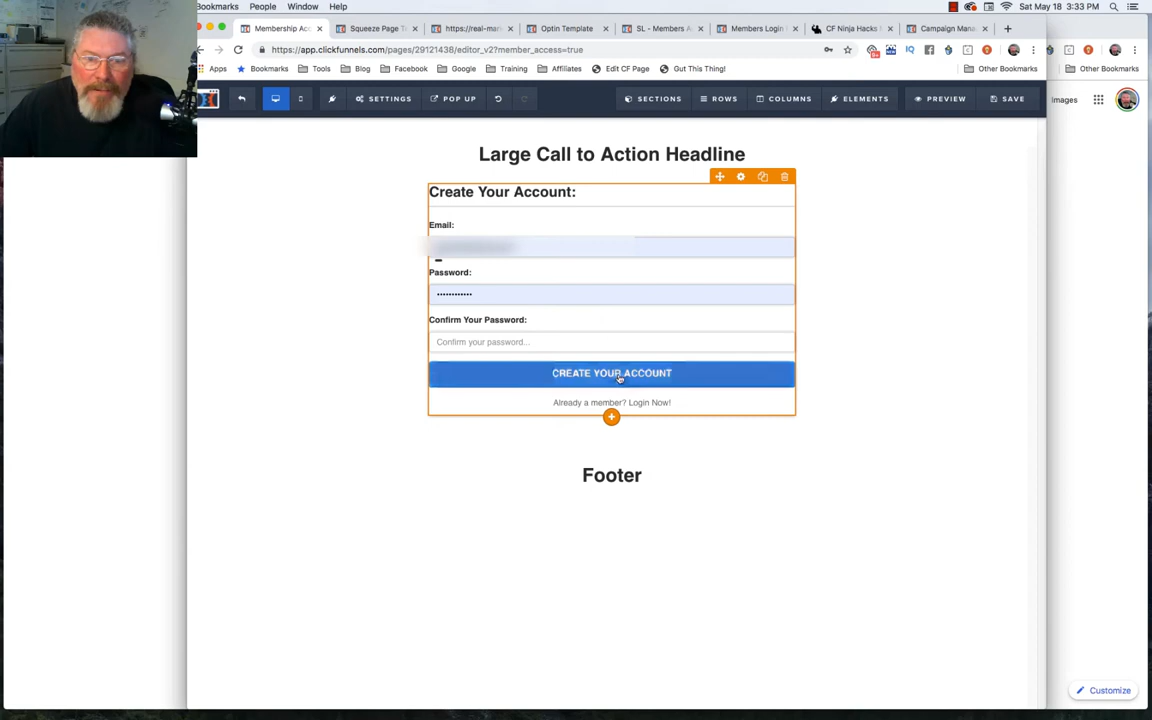 Bookmarks People Window Help Sat May 18 3:33 PM
Membership Acc Squeeze Page T https://real-mar Optin Template SL - Members A Members Login CF Ninja Hacks Campaign Mana
https://app.clickfunnels.com/pages/29121438/editor_v2?member_access=true
Apps Bookmarks Tools Blog Facebook Google Training Affiliates Edit CF Page Gut This Thing! Other Bookmarks Other Bookmarks
SETTINGS POP UP SECTIONS ROWS COLUMNS ELEMENTS PREVIEW SAVE Images
Large Call to Action Headline
Create Your Account:
Email:
Password:
Confirm Your Password:
Confirm your password...
CREATE YOUR ACCOUNT
Already a member? Login Now!
Footer
Customize